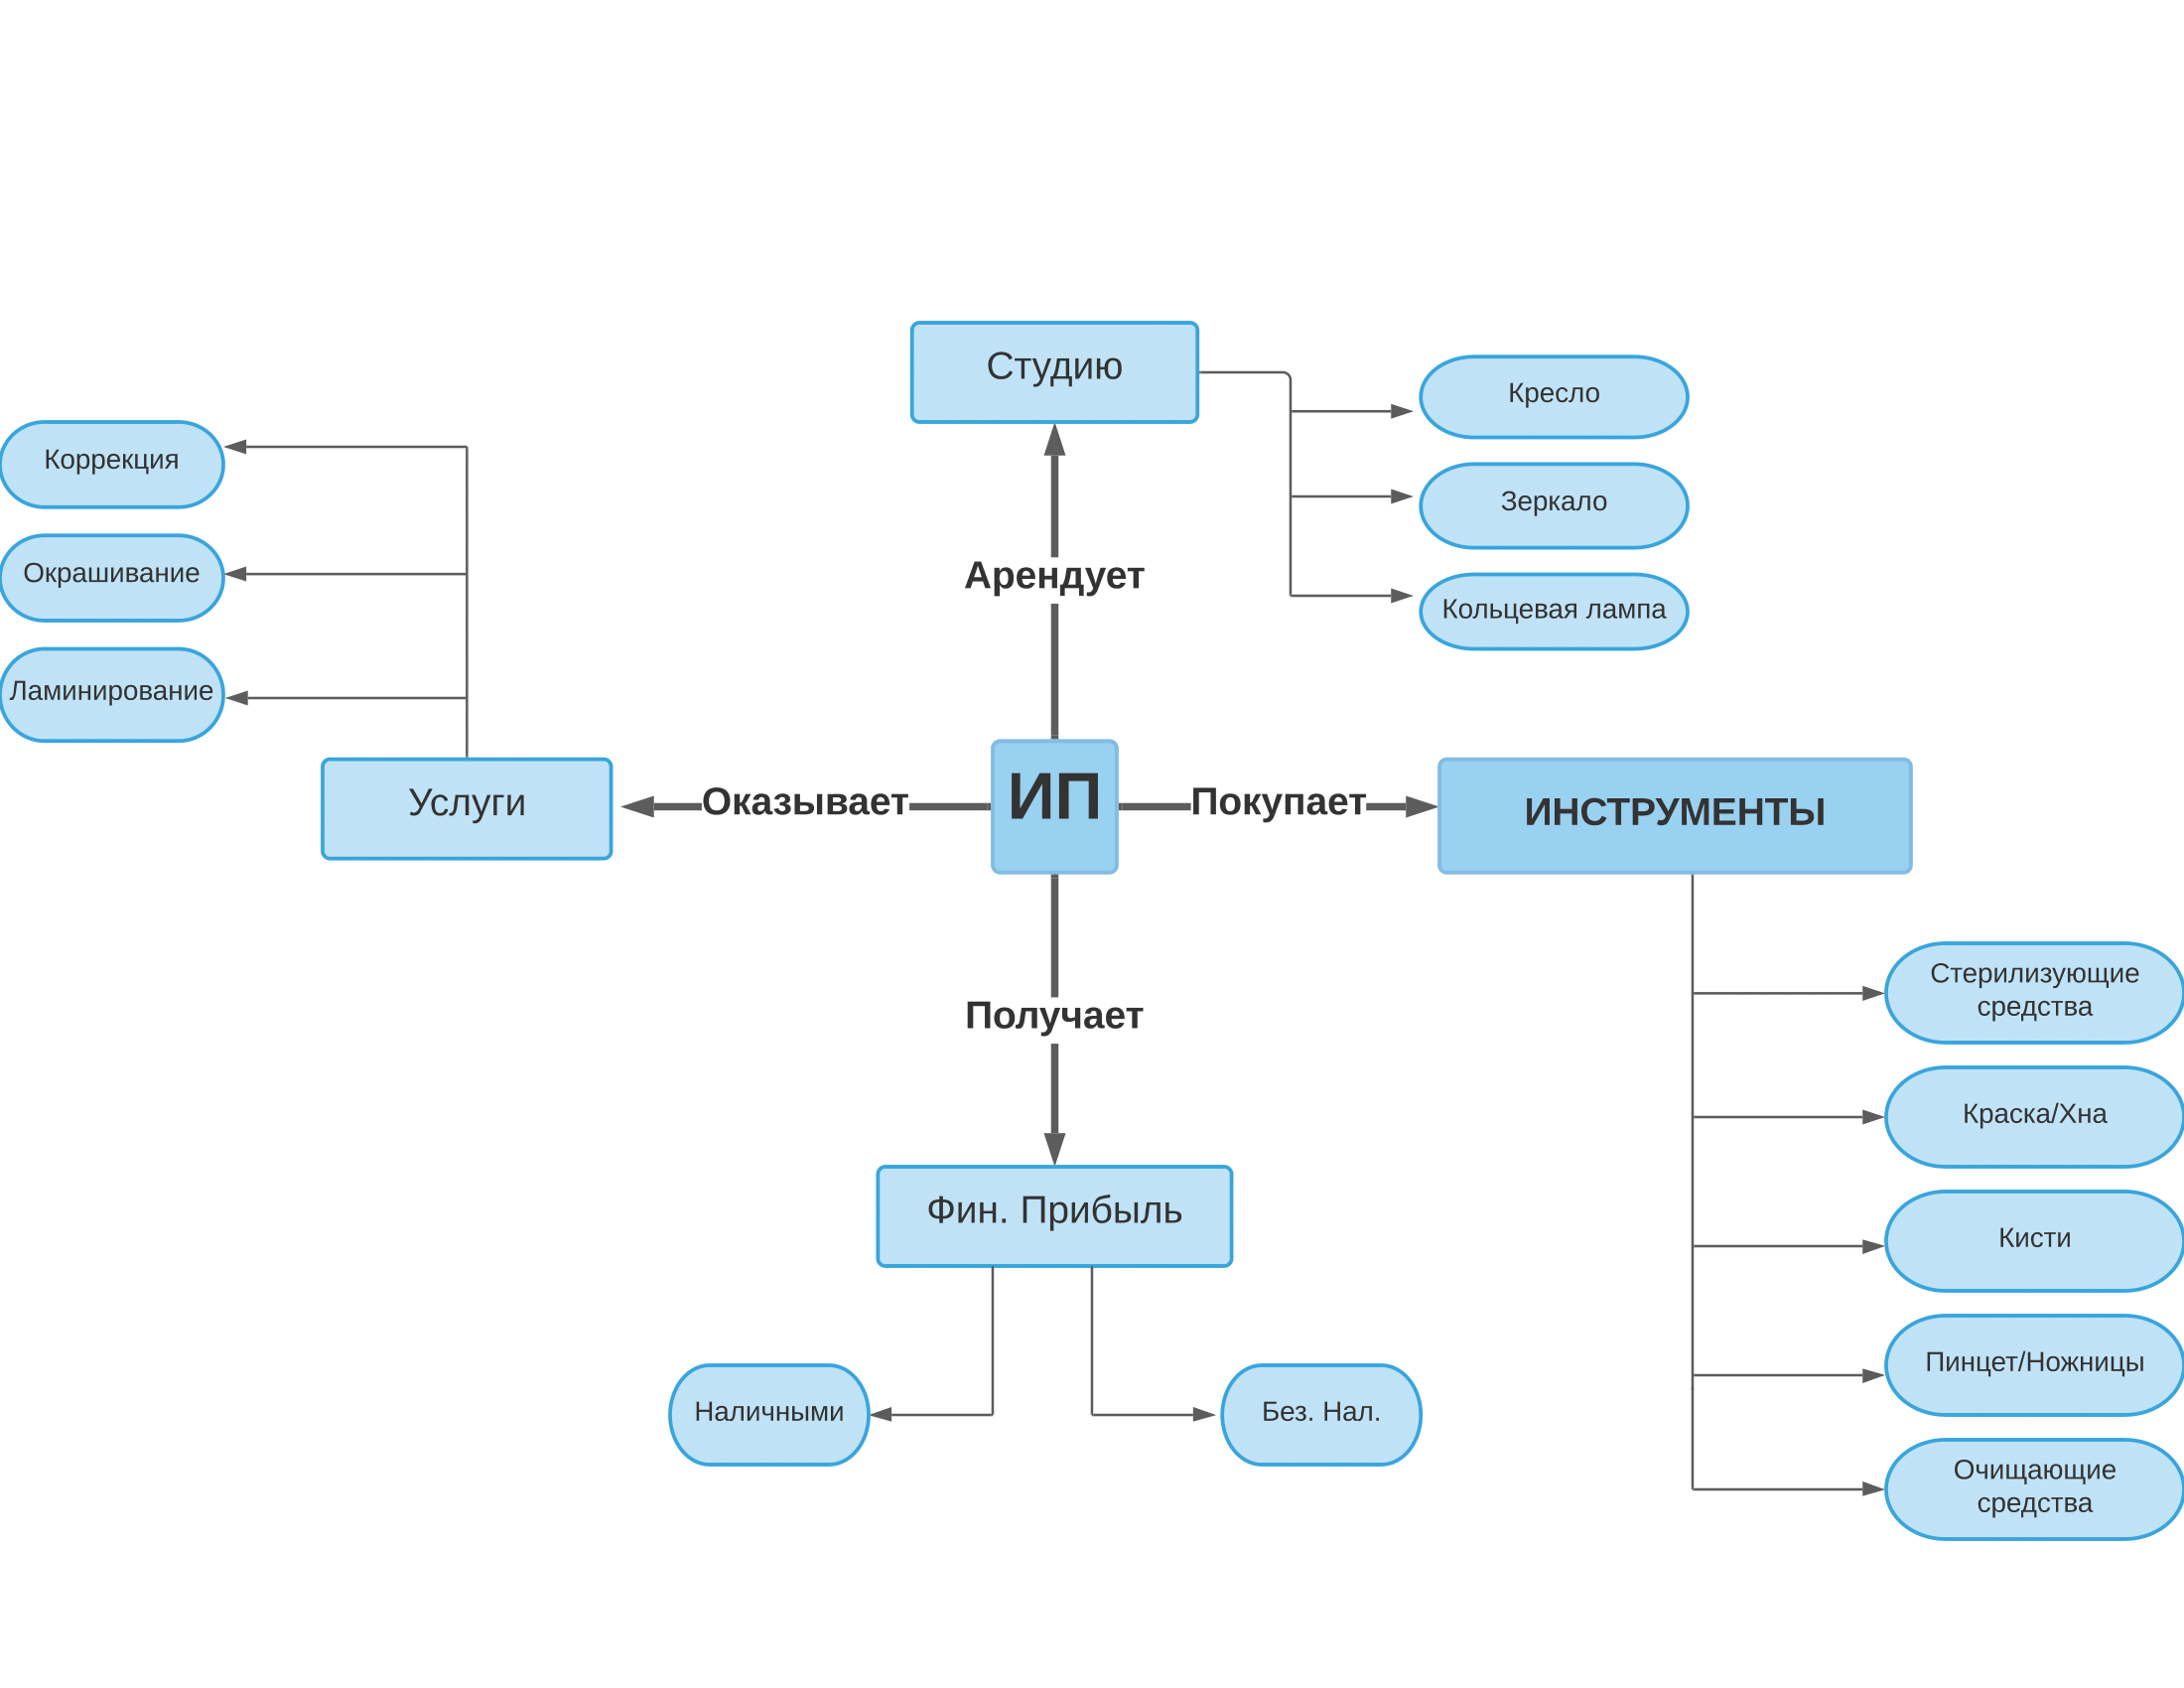 Студию
Кресло
Зеркало
Кольцевая лампа
Коррекция
Окрашивание
Ламинирование
Арендует
Услуги
Оказывает
ИП
Покупает
ИНСТРУМЕНТЫ
Получает
Стерилизующие
средства
Краска/Хна
Кисти
Пинцет/Ножницы
Очищающие
средства
Фин. Прибыль
Наличными
Без. Нал.